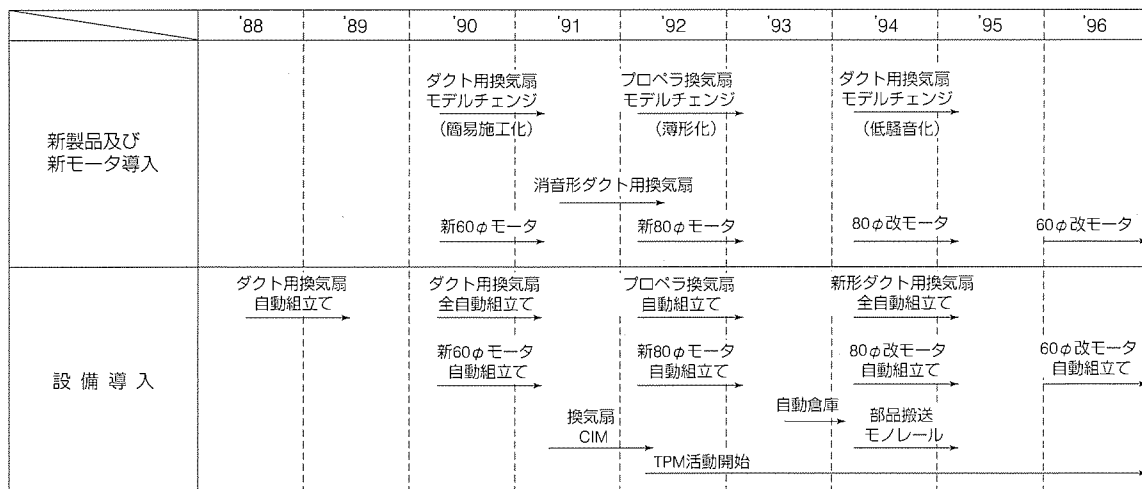 '88 '89 '90 '91 '92 '93 '94 '95 '96
新製品及び
新モータ導入
ダクト用換気扇
モデルチェンジ
(簡易施工化)
プロペラ換気扇
モデルチェンジ
(薄形化)
ダクト用換気扇
モデルチェンジ
(低騒音化)
消音形ダクト用換気扇
新60φモータ
新80φモータ
80φ改モータ
60φ改モータ
設備導入
ダクト用換気扇
自動組立て
ダクト用換気扇
全自動組立て
プロペラ換気扇
自動組立て
新形ダクト用換気扇
全自動組立て
新60φモータ
自動組立て
新80φモータ
自動組立て
80φ改モータ
自動組立て
60φ改モータ
自動組立て
換気扇
CIM
自動倉庫
部品搬送
モノレール
TPM活動開始